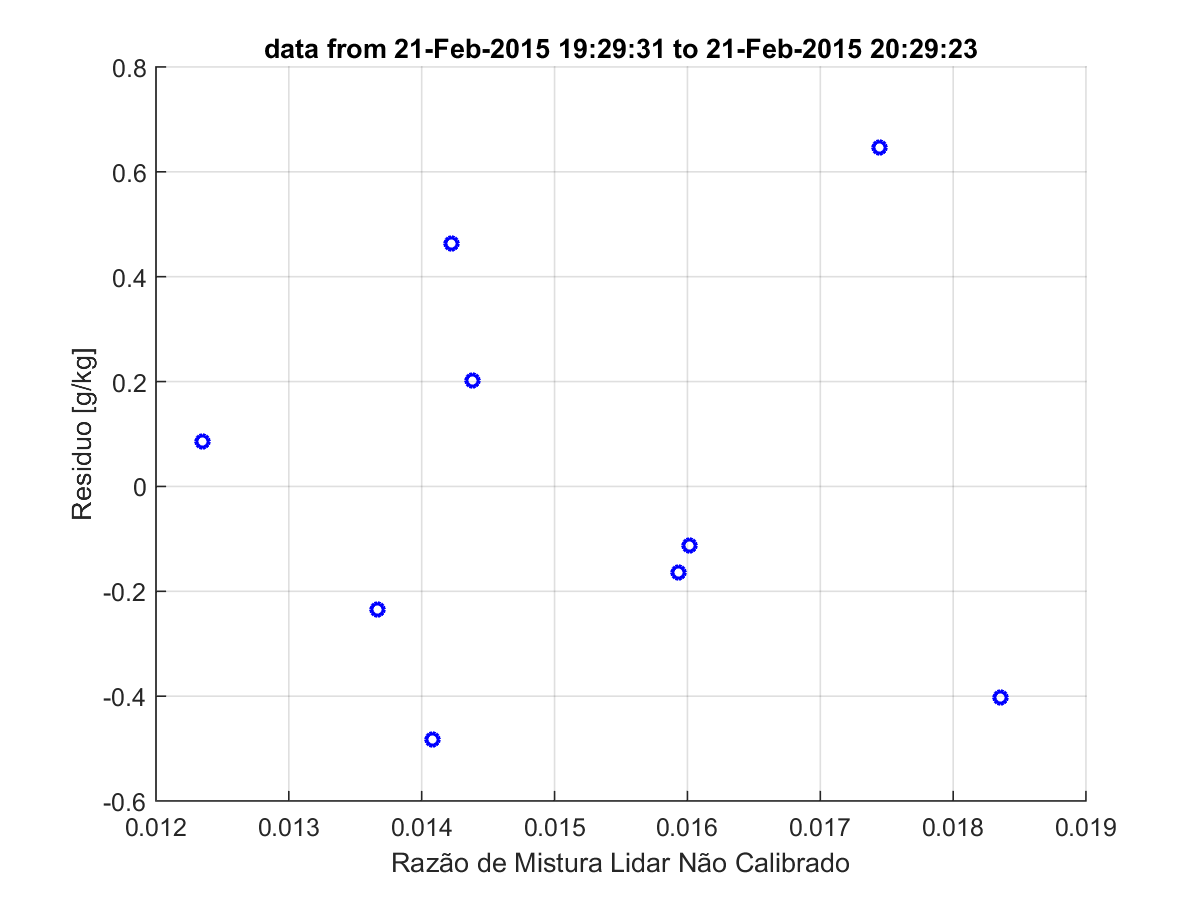 data from 21-Feb-2015 19:29:31 to 21-Feb-2015 20:29:23
0.8
0.6
0.4
0.2
0
-0.2
-0.4
-0.6
Residuo [g/kg]
0.012 0.013 0.014 0.015 0.016 0.017 0.018 0.019
Razão de Mistura Lidar Não Calibrado